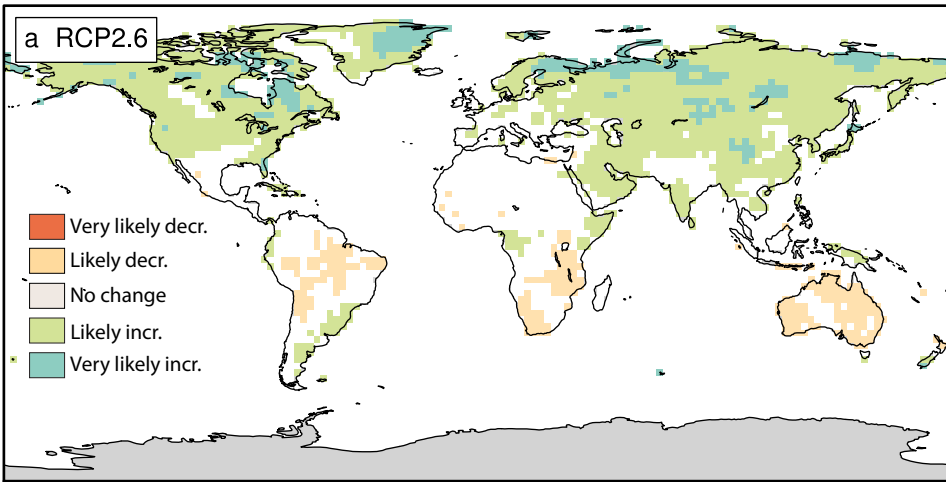 a RCP2.6
Very likely decr.
Likely decr.
No change
Likely incr.
Very likely incr.